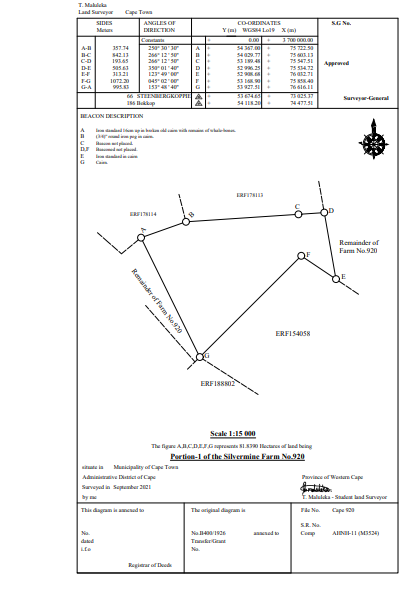 T. Maluleka
Land Surveyor Cape Town
SIDES Meters ANGLES OF DIRECTION CO-ORDINATES Y (m) WGS84 Lo19 X (m) S.G No.
Constants + 0.00 + 3 700 000.00
A-B 357.74 250° 30' 30" A + 54 367.00 + 75 722.50
B-C 842.13 266° 12' 50" B + 54 029.77 + 75 603.13
C-D 193.65 266° 12' 50" C + 53 189.48 + 75 547.51
D-E 505.63 350° 01' 40" D + 52 996.25 + 75 534.72
E-F 313.21 123° 49' 00" E + 52 908.68 + 76 032.71
F-G 1072.20 045° 02' 00" F + 53 168.90 + 75 858.40
G-A 995.83 153° 48' 40" G + 53 927.51 + 76 616.11
66 STEENBERGKOPPIE + 53 674.65 + 73 025.37
186 Bokkop + 54 118.20 + 74 477.51
Approved
Surveyor-General
BEACON DESCRIPTION
A Iron standard 14mm up in broken old cairn with remains of whale-bones.
B (3/4)" round iron peg in cairn.
C Beacon not placed.
D,F Beaconed not placed.
E Iron standard in cairn.
G Cairn.
ERF178113
ERF178114
A
B
C
D
E
F
G
Remainder of
Farm No.920
Remainder of Farm No.920
ERF154058
ERF188802
Scale 1:15 000
The figure A,B,C,D,E,F,G represents 81.8390 Hectares of land being
Portion-1 of the Silvermine Farm No.920
situate in Municipality of Cape Town
Administrative District of Cape Province of Western Cape
Surveyed in September 2021
by me T. Maluleka - Student land Surveyor
This diagram is annexed to The original diagram is File No. Cape 920
S.R. No.
No. No.B400/1926 annexed to Comp AHNH-11 (M3524)
dated Transfer/Grant
i.f.o No.
Registrar of Deeds